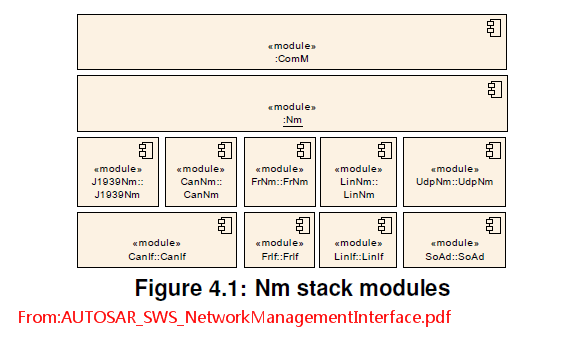 «module»
:ComM
«module»
:Nm
«module»
J1939Nm::
J1939Nm
«module»
CanNm::
CanNm
«module»
FrNm::FrNm
«module»
LinNm::
LinNm
«module»
UdpNm::UdpNm
«module»
CanIf::CanIf
«module»
FrIf::FrIf
«module»
LinIf::LinIf
«module»
SoAd::SoAd
Figure 4.1: Nm stack modules
From:AUTOSAR_SWS_NetworkManagementInterface.pdf